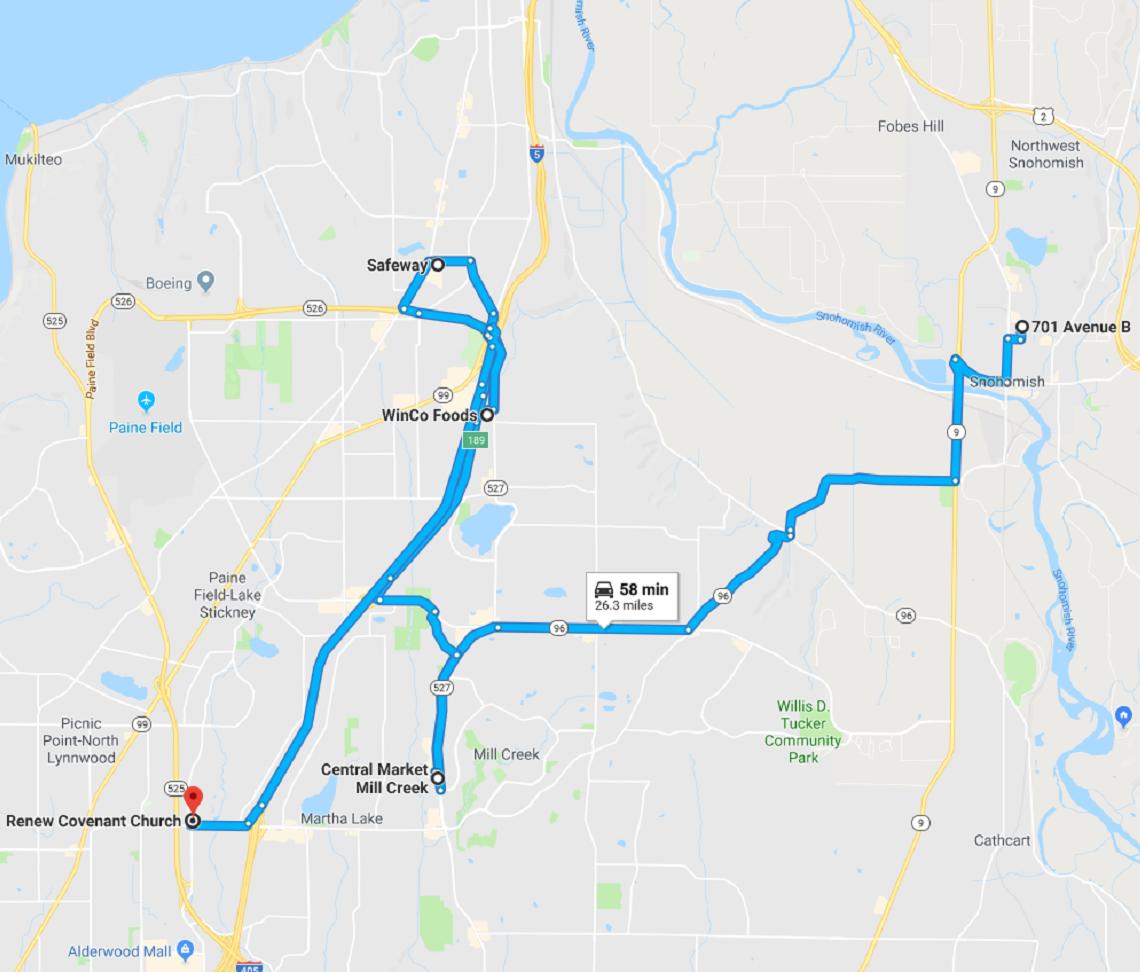 mish River
5
2
Fobes Hill
Northwest
Snohomish
Mukilteo
9
Safeway
Boeing
526
526
525
Paine Field Blvd
Snohomish River
701 Avenue B
Snohomish
99
Paine Field
WinCo Foods
189
9
527
Paine
Field-Lake
Stickney
58 min
26.3 miles
96
96
96
Snohomish River
527
Willis D.
Tucker
Community
Park
Picnic
Point-North
Lynnwood
99
Mill Creek
Central Market
Mill Creek
525
Renew Covenant Church
Martha Lake
9
Cathcart
Alderwood Mall
405